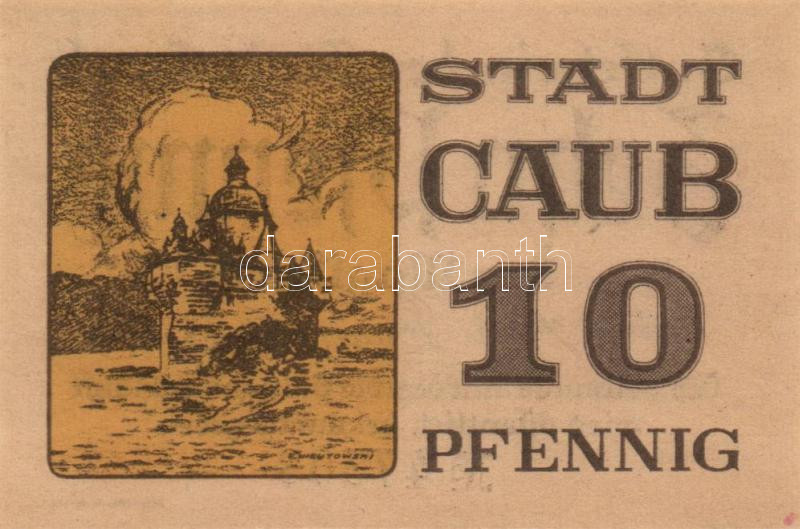 STADT
CAUB
darabanth
10
PFENNIG